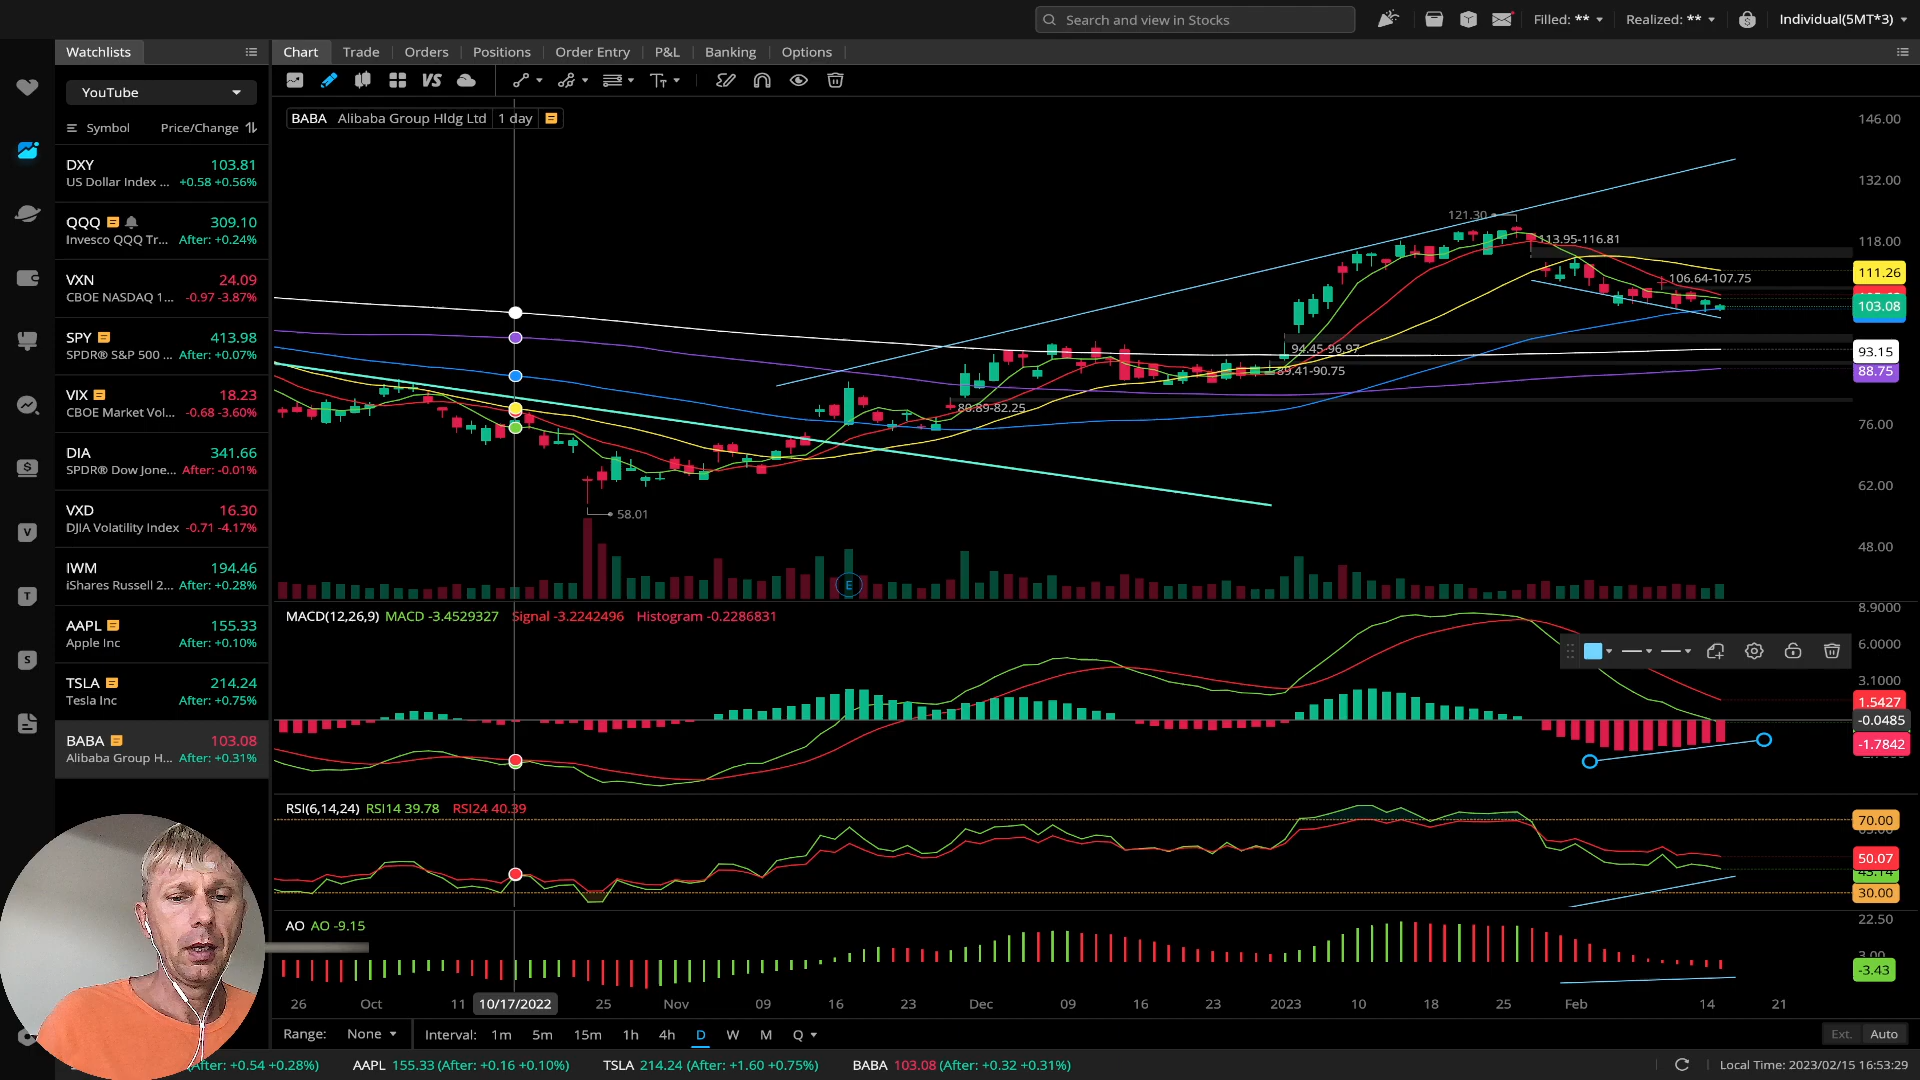 Search and view in Stocks
Filled: **
Realized: **
Individual(5MT*3)
Watchlists
Chart
Trade
Orders
Positions
Order Entry
P&L
Banking
Options
YouTube
VS
Symbol Price/Change
BABA Alibaba Group Hldg Ltd 1 day
DXY 103.81
US Dollar Index ... +0.58 +0.56%
QQQ 309.10
Invesco QQQ Tr... After: +0.24%
VXN 24.09
CBOE NASDAQ 1... -0.97 -3.87%
SPY 413.98
SPDR® S&P 500 ... After: +0.07%
VIX 18.23
CBOE Market Vol... -0.68 -3.60%
DIA 341.66
SPDR® Dow Jone... After: -0.01%
VXD 16.30
DJIA Volatility Index -0.71 -4.17%
IWM 194.46
iShares Russell 2... After: +0.28%
AAPL 155.33
Apple Inc After: +0.10%
TSLA 214.24
Tesla Inc After: +0.75%
BABA 103.08
Alibaba Group H... After: +0.31%
146.00
132.00
121.30
113.95-116.81
118.00
111.26
106.64-107.75
103.08
94.45-96.97
93.15
89.41-90.75
88.75
80.89-82.25
76.00
62.00
58.01
48.00
E
MACD(12,26,9) MACD -3.4529327 Signal -3.2242496 Histogram -0.2286831
8.9000
6.0000
3.1000
1.5427
-0.0485
-1.7842
RSI(6,14,24) RSI14 39.78 RSI24 40.39
70.00
50.07
30.00
AO AO -9.15
22.50
-3.43
26 Oct 11 10/17/2022 25 Nov 09 16 23 Dec 09 16 23 2023 10 18 25 Feb 14 21
Range: None Interval: 1m 5m 15m 1h 4h D W M Q
Ext. Auto
(After: +0.54 +0.28%) AAPL 155.33 (After: +0.16 +0.10%) TSLA 214.24 (After: +1.60 +0.75%) BABA 103.08 (After: +0.32 +0.31%)
Local Time: 2023/02/15 16:53:29